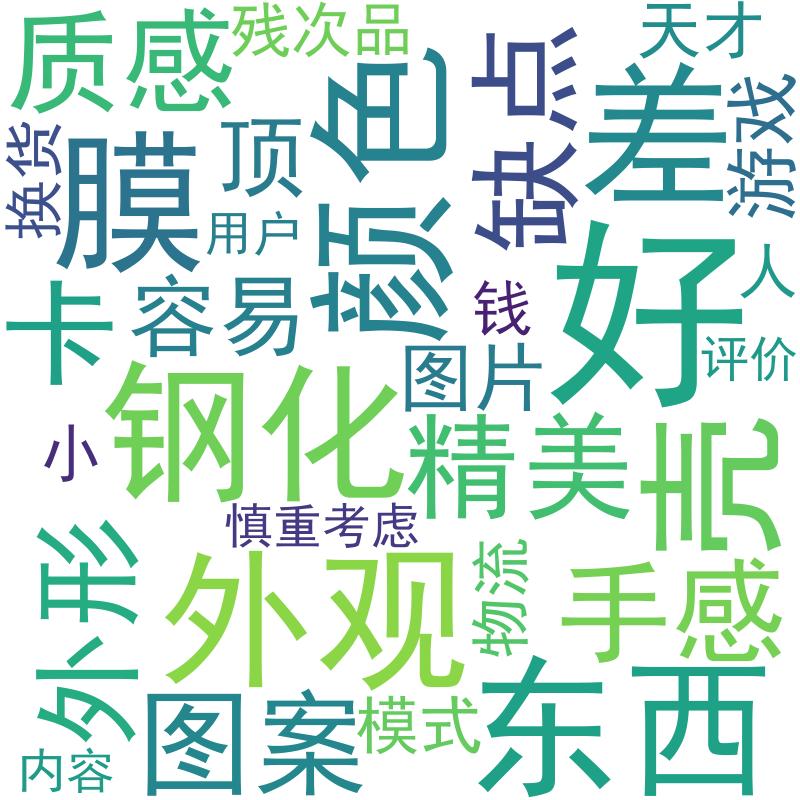 质感
残次品
天才
颜色
缺点
差
游戏
换货
膜
顶
用户
好
人
卡
容易
钱
图片
评价
钢化
小
精美
壳
慎重考虑
外形
外观
物流
手感
图案
模式
东西
内容